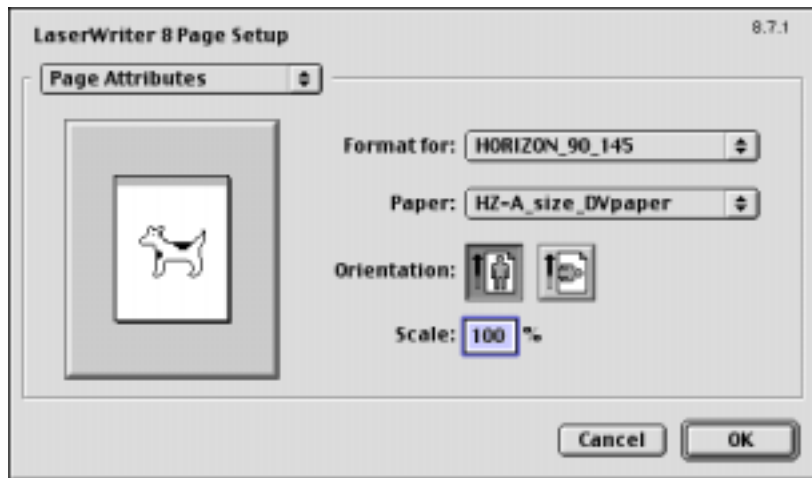 LaserWriter 8 Page Setup
8.7.1
Page Attributes
Format for: HORIZON_90_145
Paper: HZ-A_size_DVpaper
Orientation:
Scale: 100 %
Cancel OK